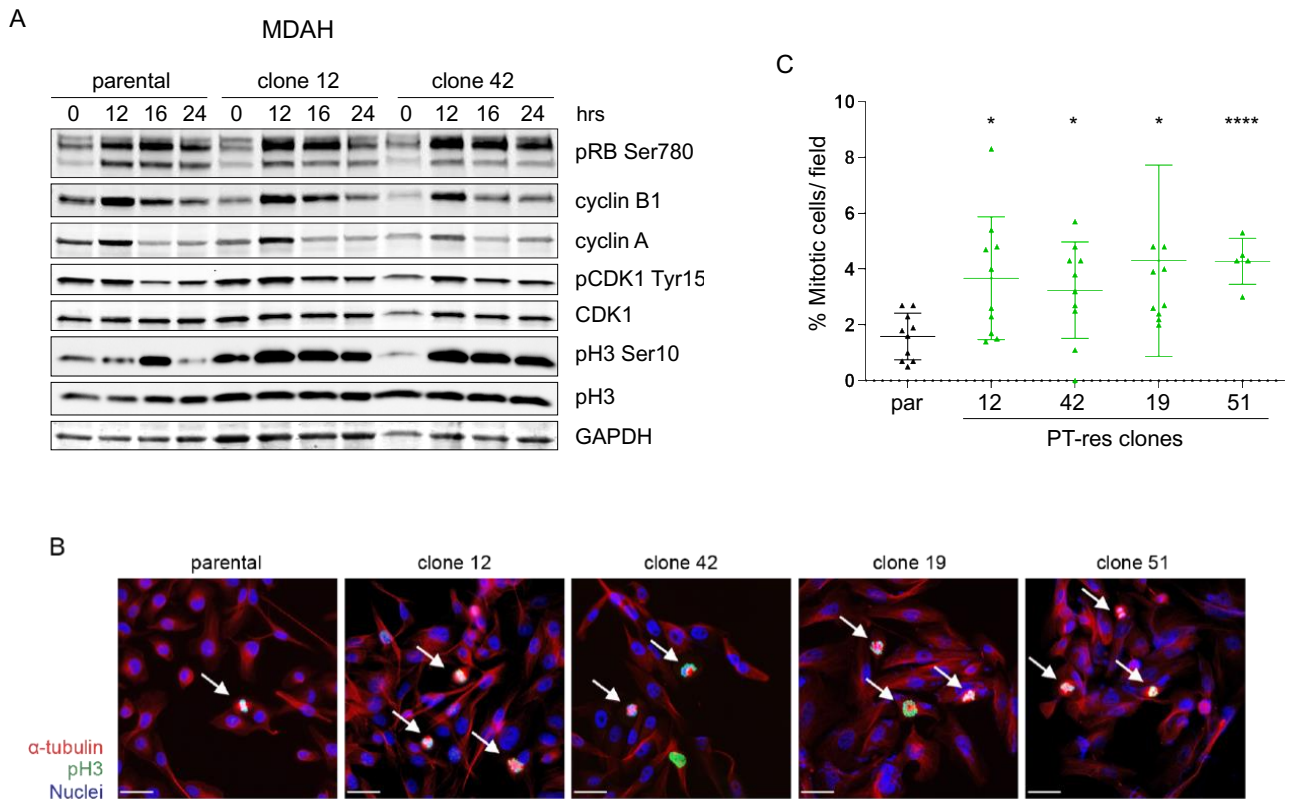 A
MDAH
parental clone 12 clone 42
0 12 16 24 0 12 16 24 0 12 16 24 hrs
pRB Ser780
cyclin B1
cyclin A
pCDK1 Tyr15
CDK1
pH3 Ser10
pH3
GAPDH
C
% Mitotic cells/ field
10
8
6
4
2
0
* * * ****
par 12 42 19 51
PT-res clones
B
parental clone 12 clone 42 clone 19 clone 51
α-tubulin
pH3
Nuclei